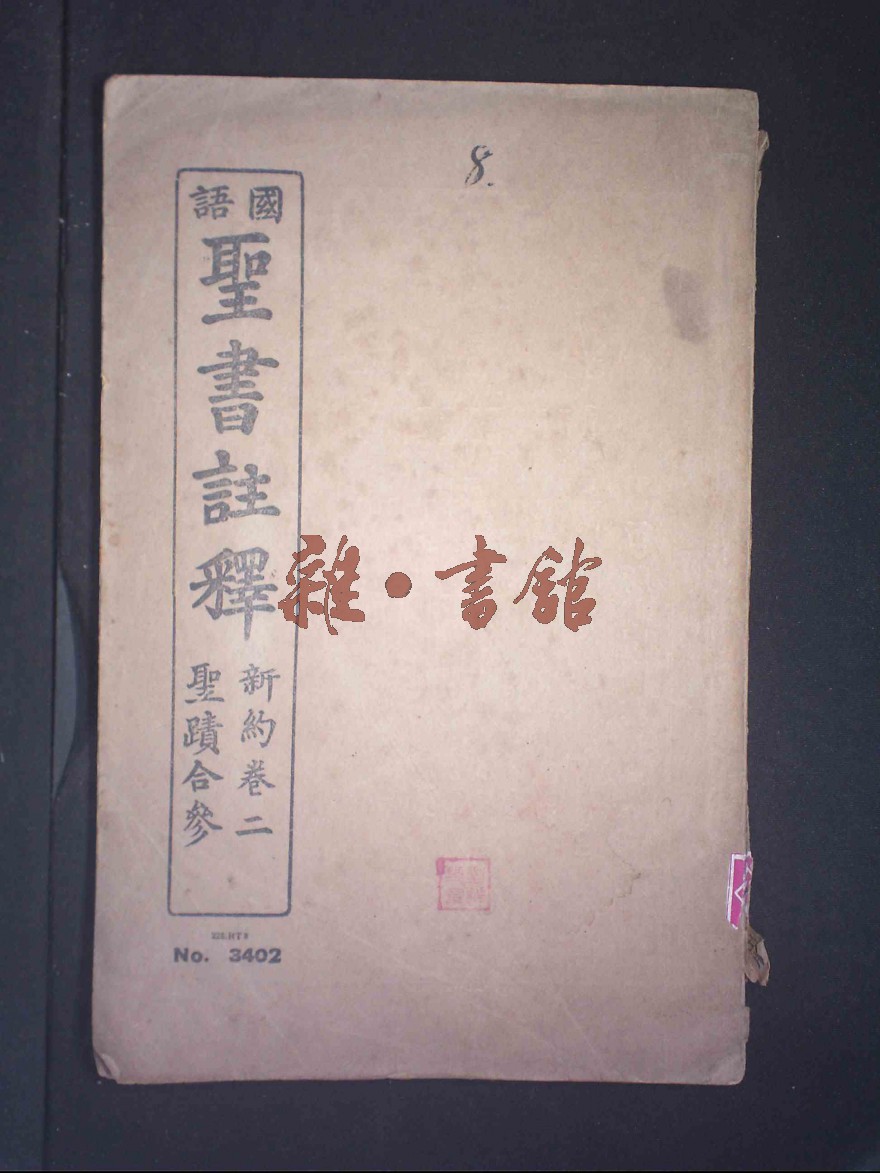 8.
國語
聖書註釋
新約卷二
聖蹟合參
雜·書館
No. 3402